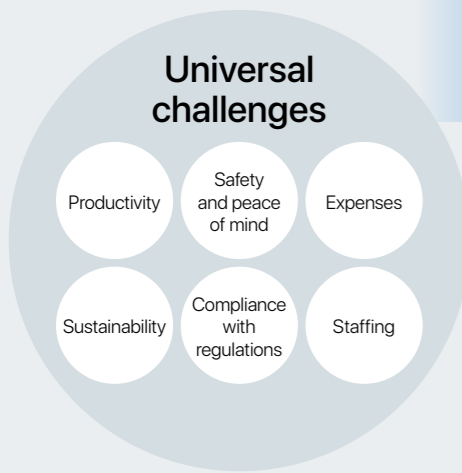 Universal
challenges
Productivity
Safety
and peace
of mind
Expenses
Sustainability
Compliance
with
regulations
Staffing